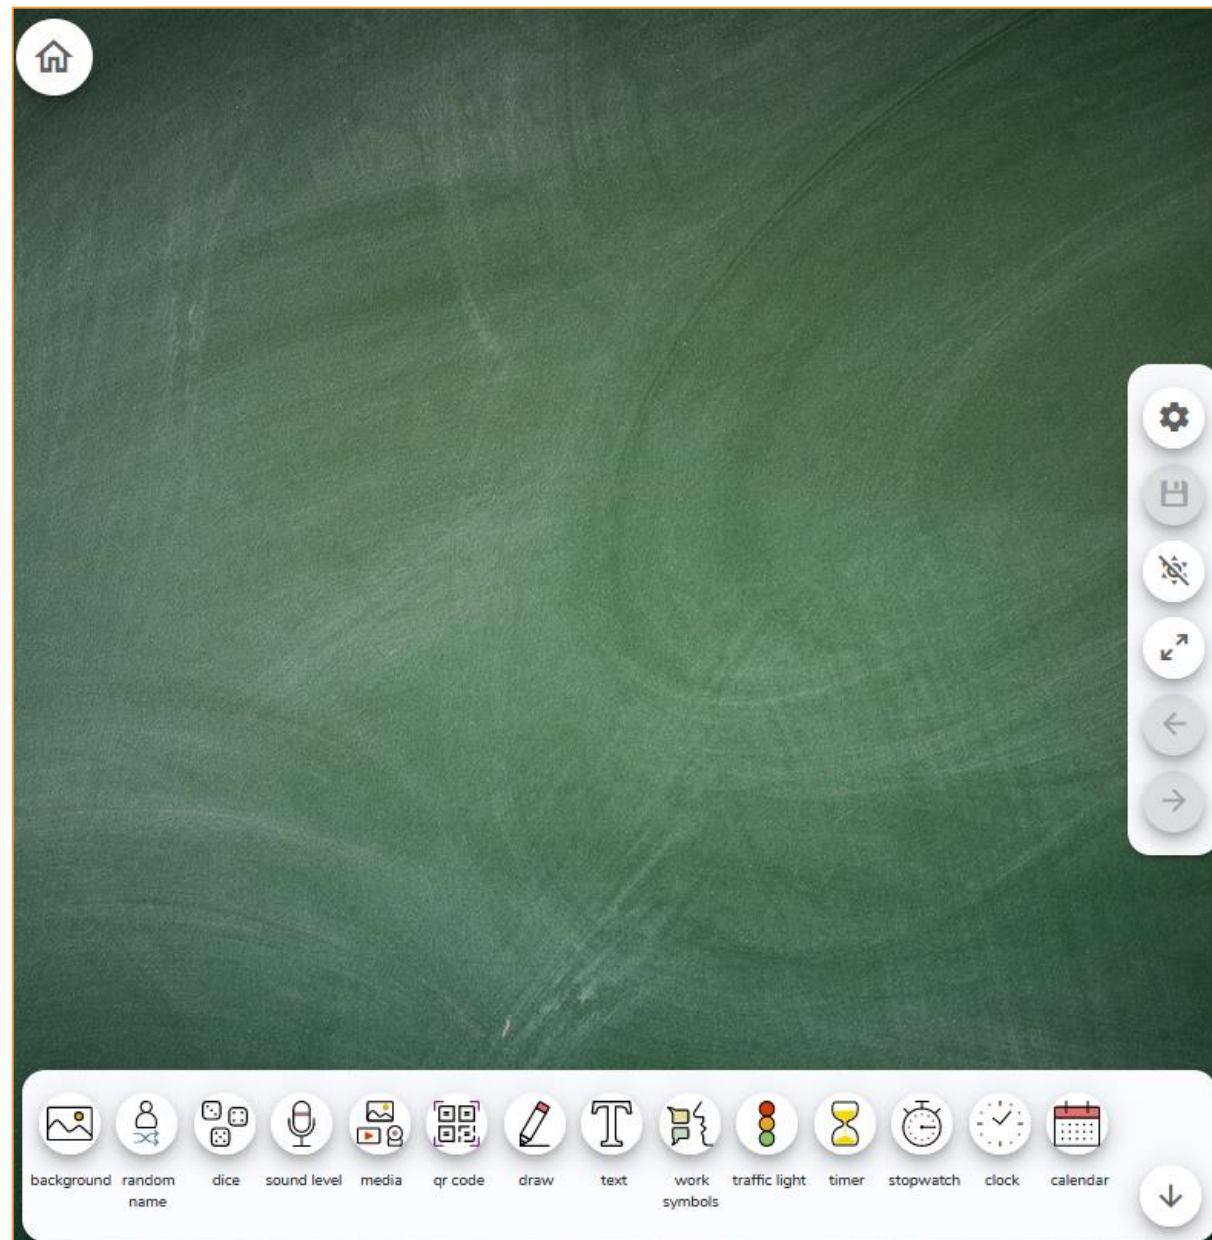 background
random
name
dice
sound level
media
qr code
draw
text
work
symbols
traffic light
timer
stopwatch
clock
calendar